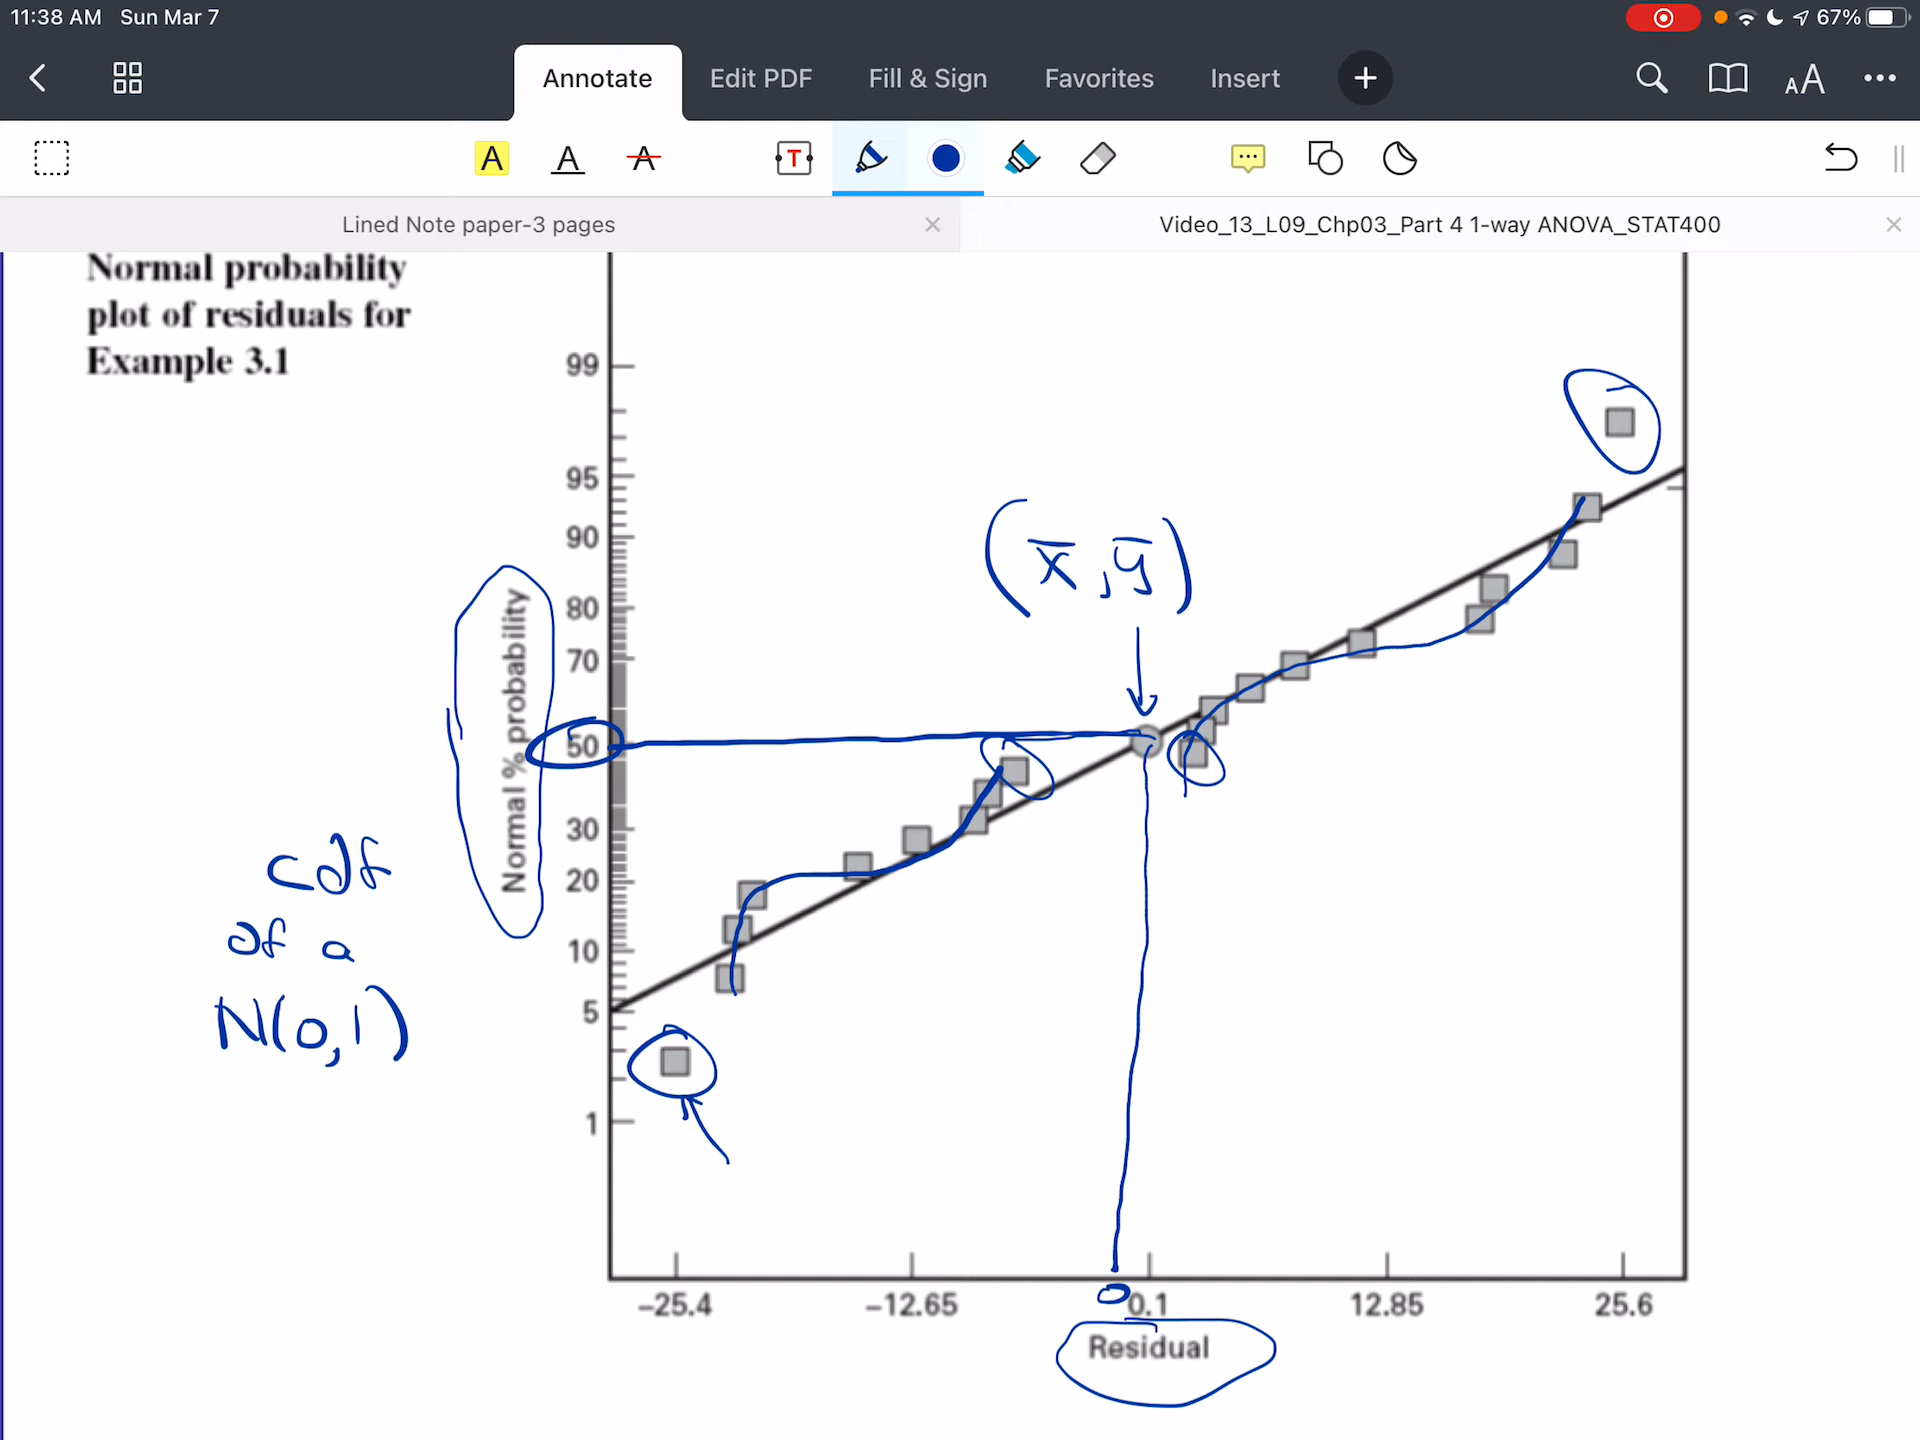 11:38 AM Sun Mar 7
67%
Annotate Edit PDF Fill & Sign Favorites Insert
AA
A A A T
Lined Note paper-3 pages
Video_13_L09_Chp03_Part 4 1-way ANOVA_STAT400
Normal probability
plot of residuals for
Example 3.1
99
95
90
80
70
50
30
20
10
5
1
Normal % probability
(x̅, y̅)
cdf
of a
N(0,1)
-25.4 -12.65 0 0.1 12.85 25.6
Residual